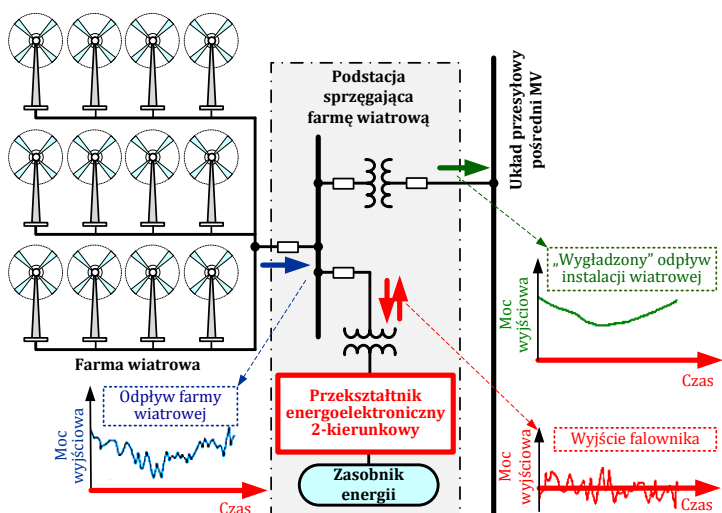 Podstacja
sprzęgająca
farmę wiatrową
Układ przesyłowy
pośredni MV
„Wygładzony” odpływ
instalacji wiatrowej
Moc
wyjściowa
Czas
Farma wiatrowa
Odpływ farmy
wiatrowej
Moc
wyjściowa
Czas
Przekształtnik
energoelektroniczny
2-kierunkowy
Zasobnik
energii
Wyjście falownika
Moc
wyjściowa
Czas